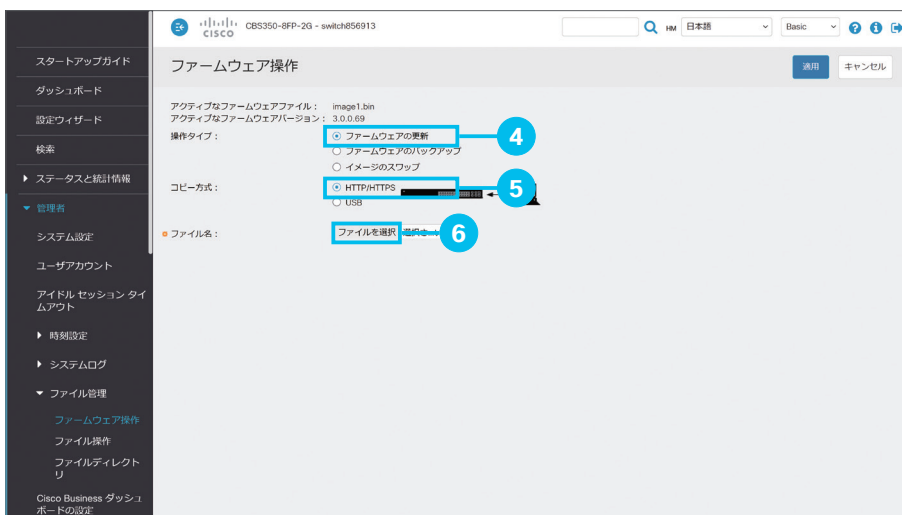 CISCO
CBS350-8FP-2G - switch856913
HM
日本語
Basic
スタートアップガイド
ダッシュボード
設定ウィザード
検索
ステータスと統計情報
管理者
システム設定
ユーザアカウント
アイドル セッション タイ
ムアウト
時刻設定
システムログ
ファイル管理
ファームウェア操作
ファイル操作
ファイルディレクト
リ
Cisco Business ダッシュ
ボードの設定
ファームウェア操作
適用
キャンセル
アクティブなファームウェアファイル： image1.bin
アクティブなファームウェアバージョン： 3.0.0.69
操作タイプ：
ファームウェアの更新
4
ファームウェアのバックアップ
イメージのスワップ
コピー方式：
HTTP/HTTPS
5
USB
ファイル名：
ファイルを選択
6